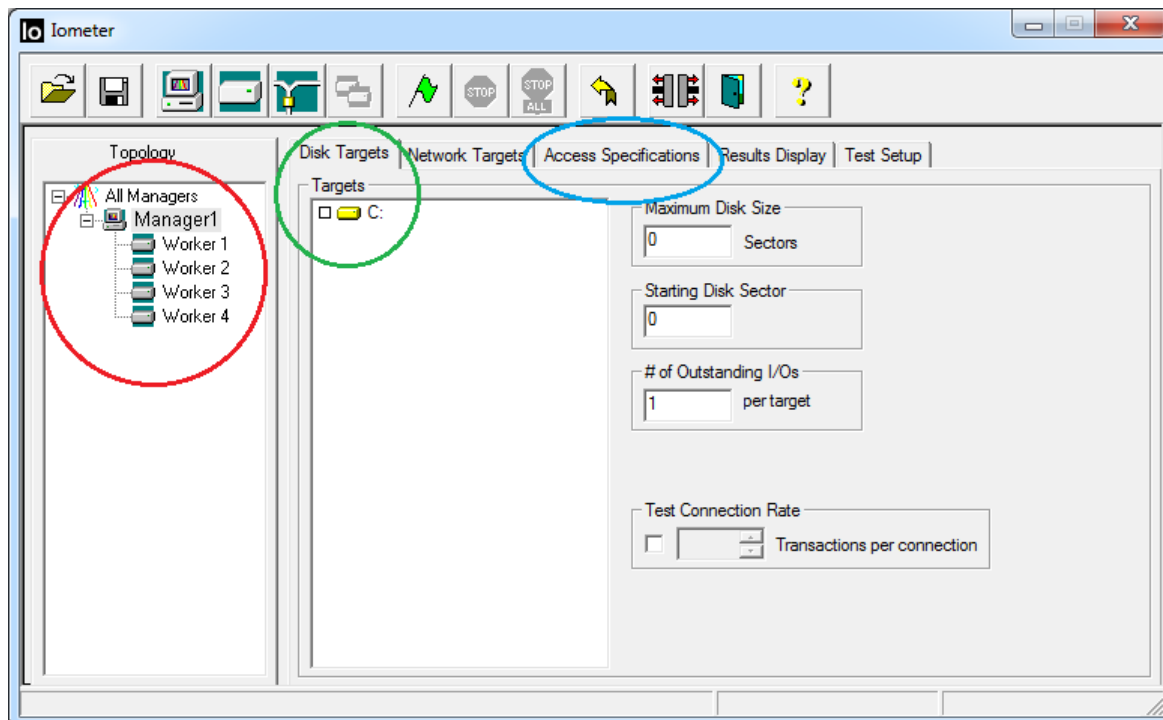 Io Iometer
STOP
STOP
ALL
?
Topology
Disk Targets Network Targets Access Specifications Results Display Test Setup
All Managers
Manager1
Worker 1
Worker 2
Worker 3
Worker 4
Targets
C:
Maximum Disk Size
0 Sectors
Starting Disk Sector
0
# of Outstanding I/Os
1 per target
Test Connection Rate
Transactions per connection